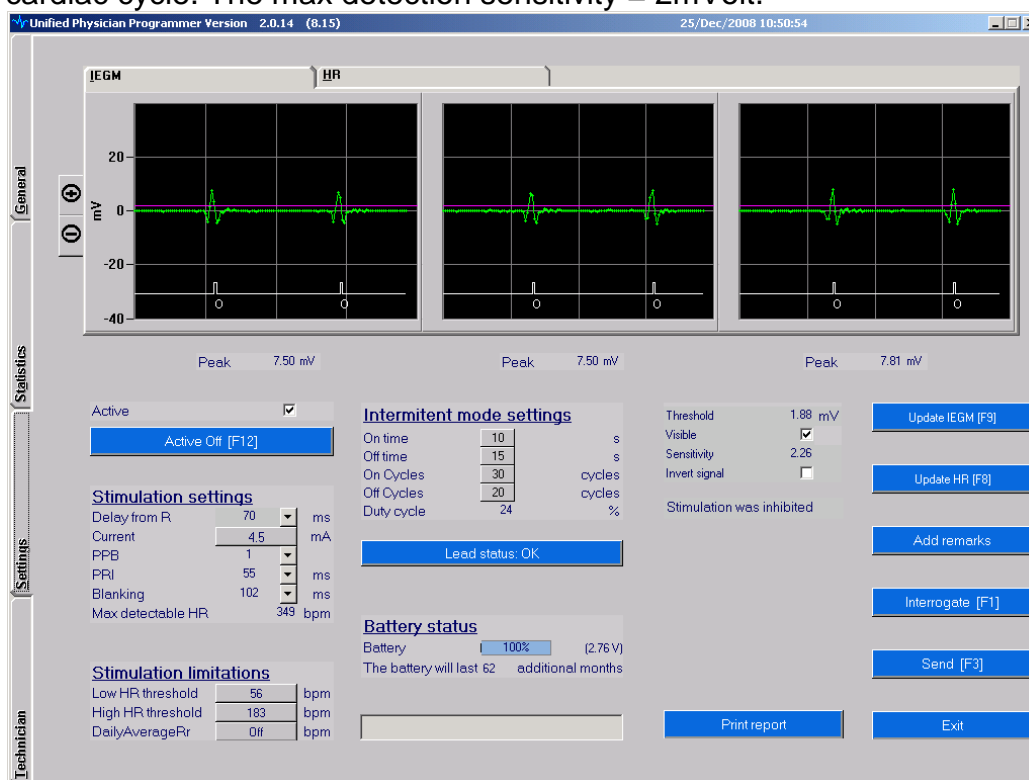 cardiac cycle. The max detection sensitivity = 2mVolt.
Unified Physician Programmer Version 2.0.14 (8.15) 25/Dec/2008 10:50:54
IEGM HR
General
Statistics
Settings
Technician
mV
20
0
-20
-40
O O O O O O
Peak 7.50 mV Peak 7.50 mV Peak 7.81 mV
Active
Active Off [F12]
Stimulation settings
Delay from R 70 ms
Current 4.5 mA
PPB 1
PRI 55 ms
Blanking 102 ms
Max detectable HR 349 bpm
Stimulation limitations
Low HR threshold 56 bpm
High HR threshold 183 bpm
DailyAverageRr Off bpm
Intermitent mode settings
On time 10 s
Off time 15 s
On Cycles 30 cycles
Off Cycles 20 cycles
Duty cycle 24 %
Lead status: OK
Battery status
Battery 100% (2.76 V)
The battery will last 62 additional months
Threshold 1.88 mV
Visible
Sensitivity 2.26
Invert signal
Stimulation was inhibited
Print report
Update IEGM [F9]
Update HR [F8]
Add remarks
Interrogate [F1]
Send [F3]
Exit